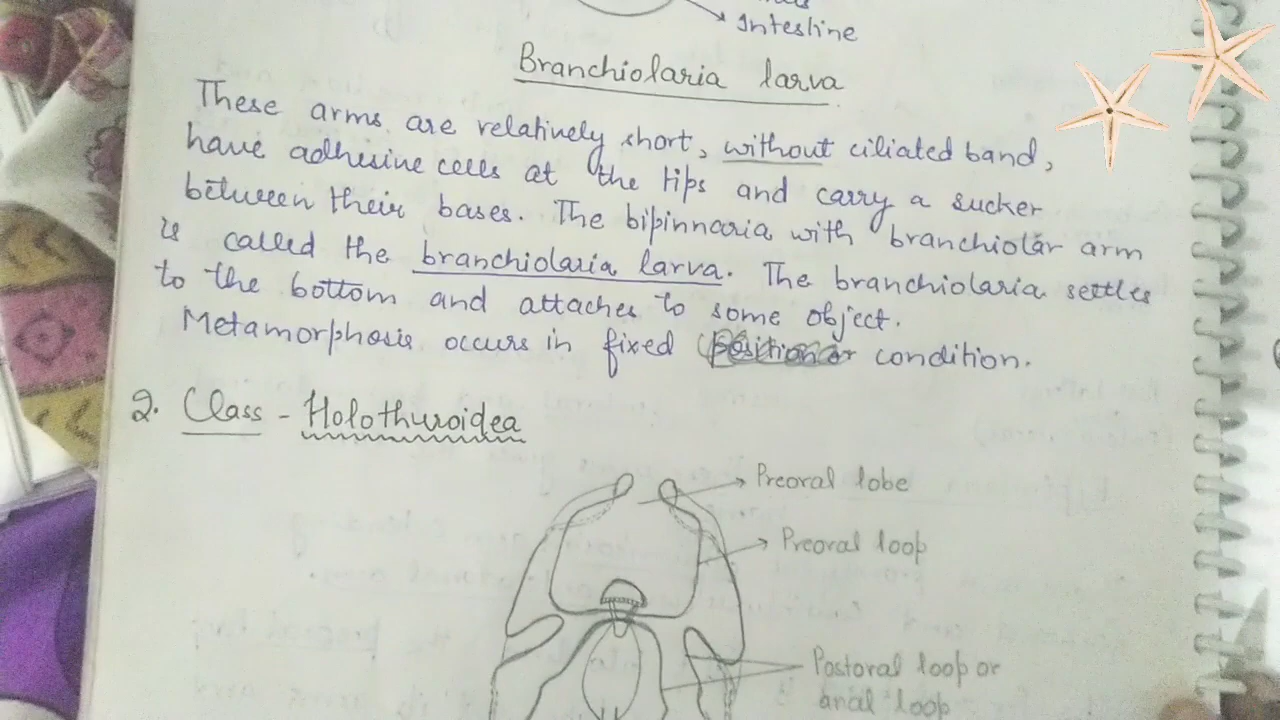 Intestine
Branchiolaria larva
These arms are relatively short, without ciliated band,
have adhesive cells at the tips and carry a sucker
between their bases. The bipinnaria with branchiolar arm
is called the branchiolaria larva. The branchiolaria settles
to the bottom and attaches to some object.
Metamorphosis occurs in fixed condition.
2. Class - Holothuroidea
Preoral lobe
Preoral loop
Postoral loop or
anal loop